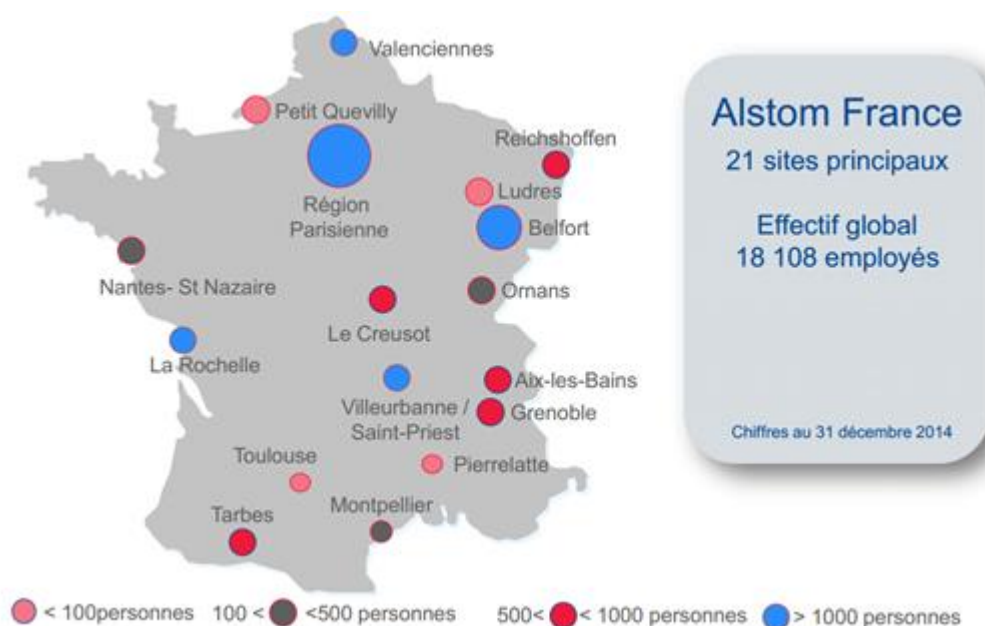 Valenciennes
Petit Quevilly
Reichshoffen
Ludres
Région
Parisienne
Belfort
Nantes- St Nazaire
Ornans
Le Creusot
La Rochelle
Aix-les-Bains
Villeurbanne /
Saint-Priest
Grenoble
Toulouse
Pierrelatte
Montpellier
Tarbes
< 100personnes
100 < <500 personnes
500< < 1000 personnes
> 1000 personnes
Alstom France
21 sites principaux
Effectif global
18 108 employés
Chiffres au 31 décembre 2014